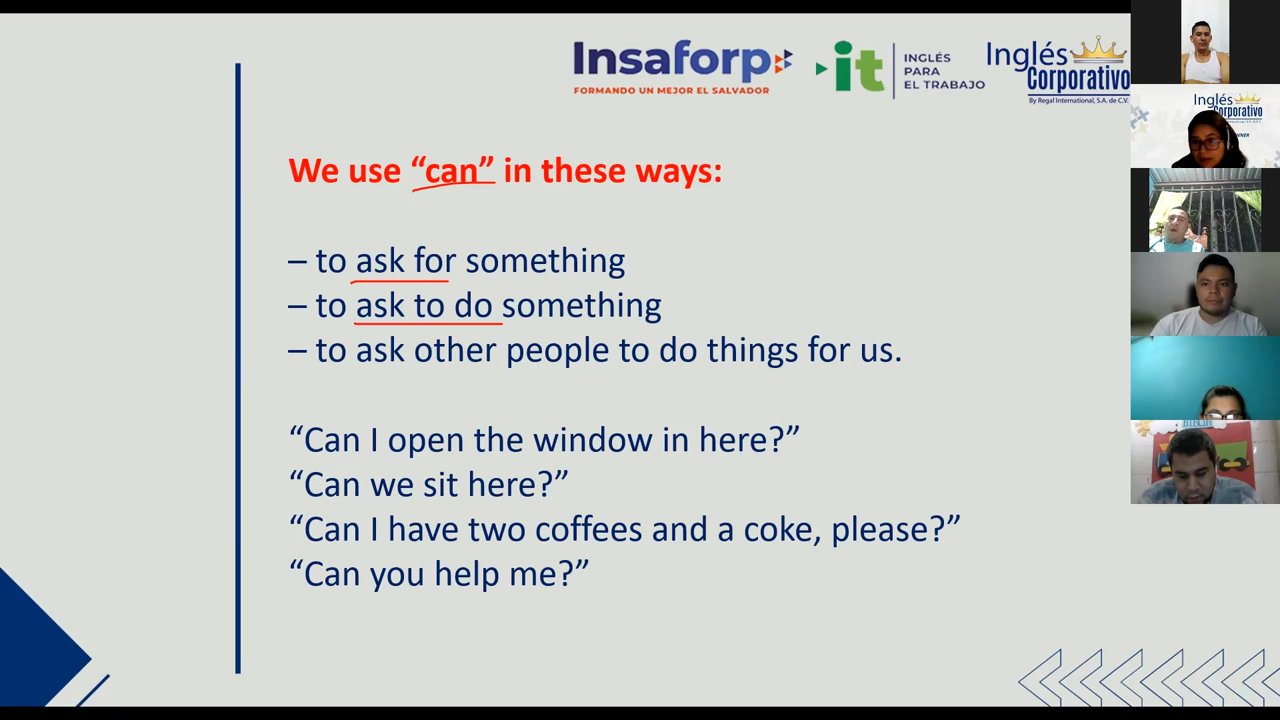 Insaforp
FORMANDO UN MEJOR EL SALVADOR
it
INGLÉS
PARA
EL TRABAJO
Inglés
Corporativo
By Regal International, S.A. de C.V.
Inglés
Corporativo
We use “can” in these ways:
– to ask for something
– to ask to do something
– to ask other people to do things for us.
“Can I open the window in here?”
“Can we sit here?”
“Can I have two coffees and a coke, please?”
“Can you help me?”